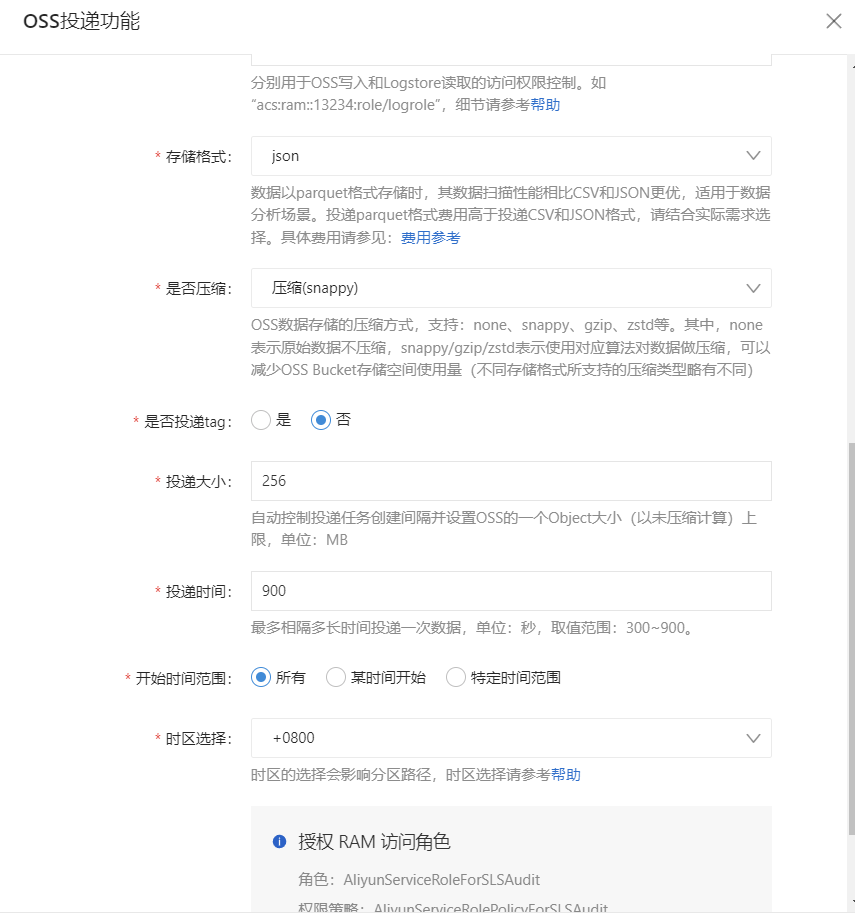 OSS投递功能
分别用于OSS写入和Logstore读取的访问权限控制。如
“acs:ram::13234:role/logrole”，细节请参考帮助
* 存储格式： json
数据以parquet格式存储时，其数据扫描性能相比CSV和JSON更优，适用于数据
分析场景。投递parquet格式费用高于投递CSV和JSON格式，请结合实际需求选
择。具体费用请参见：费用参考
* 是否压缩： 压缩(snappy)
OSS数据存储的压缩方式，支持：none、snappy、gzip、zstd等。其中，none
表示原始数据不压缩，snappy/gzip/zstd表示使用对应算法对数据做压缩，可以
减少OSS Bucket存储空间使用量（不同存储格式所支持的压缩类型略有不同）
* 是否投递tag： 是 否
* 投递大小： 256
自动控制投递任务创建间隔并设置OSS的一个Object大小（以未压缩计算）上
限，单位：MB
* 投递时间： 900
最多相隔多长时间投递一次数据，单位：秒，取值范围：300~900。
* 开始时间范围： 所有 某时间开始 特定时间范围
* 时区选择： +0800
时区的选择会影响分区路径，时区选择请参考帮助
授权 RAM 访问角色
角色：AliyunServiceRoleForSLSAudit
权限策略：AliyunServiceRolePolicyForSLSAudit